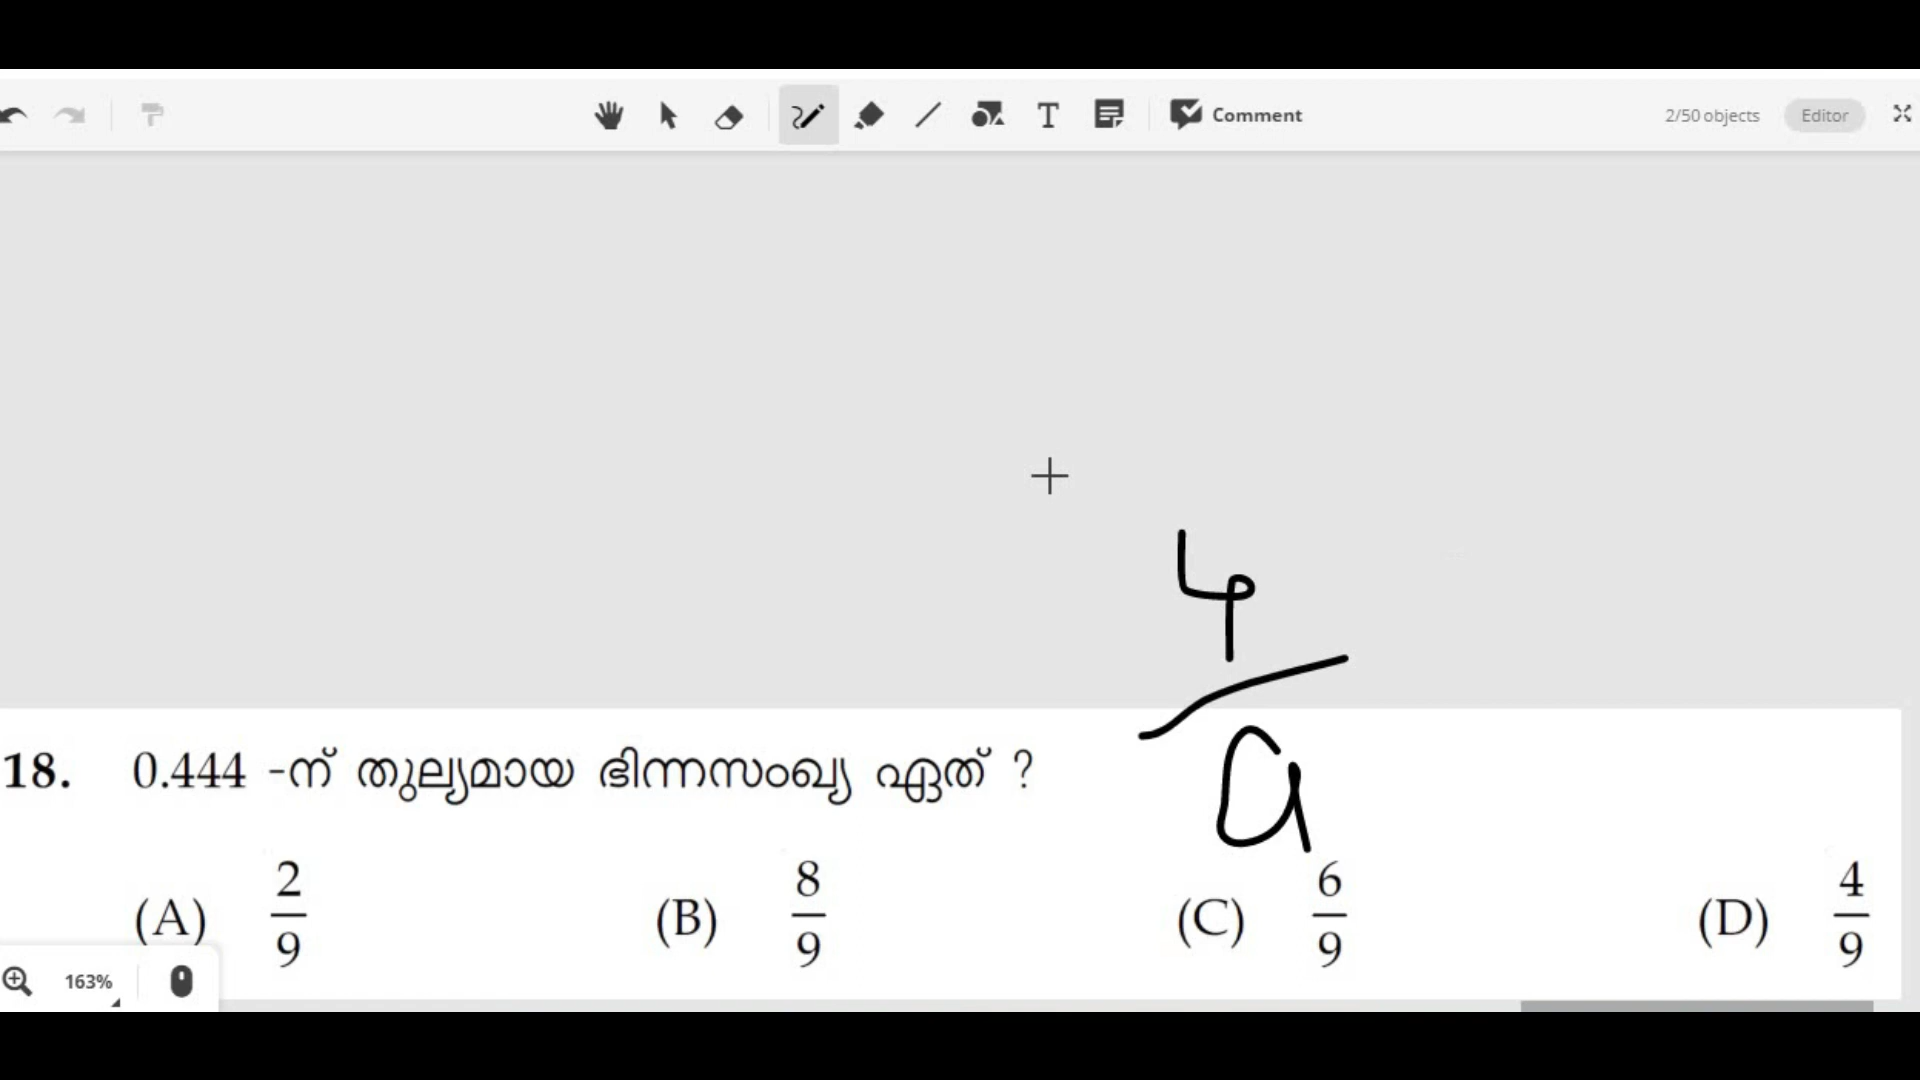 Comment 2/50 objects Editor
4
9
18. 0.444 -ന് തുല്യമായ ഭിന്നസംഖ്യ ഏത് ?
(A) 2/9 (B) 8/9 (C) 6/9 (D) 4/9
163%